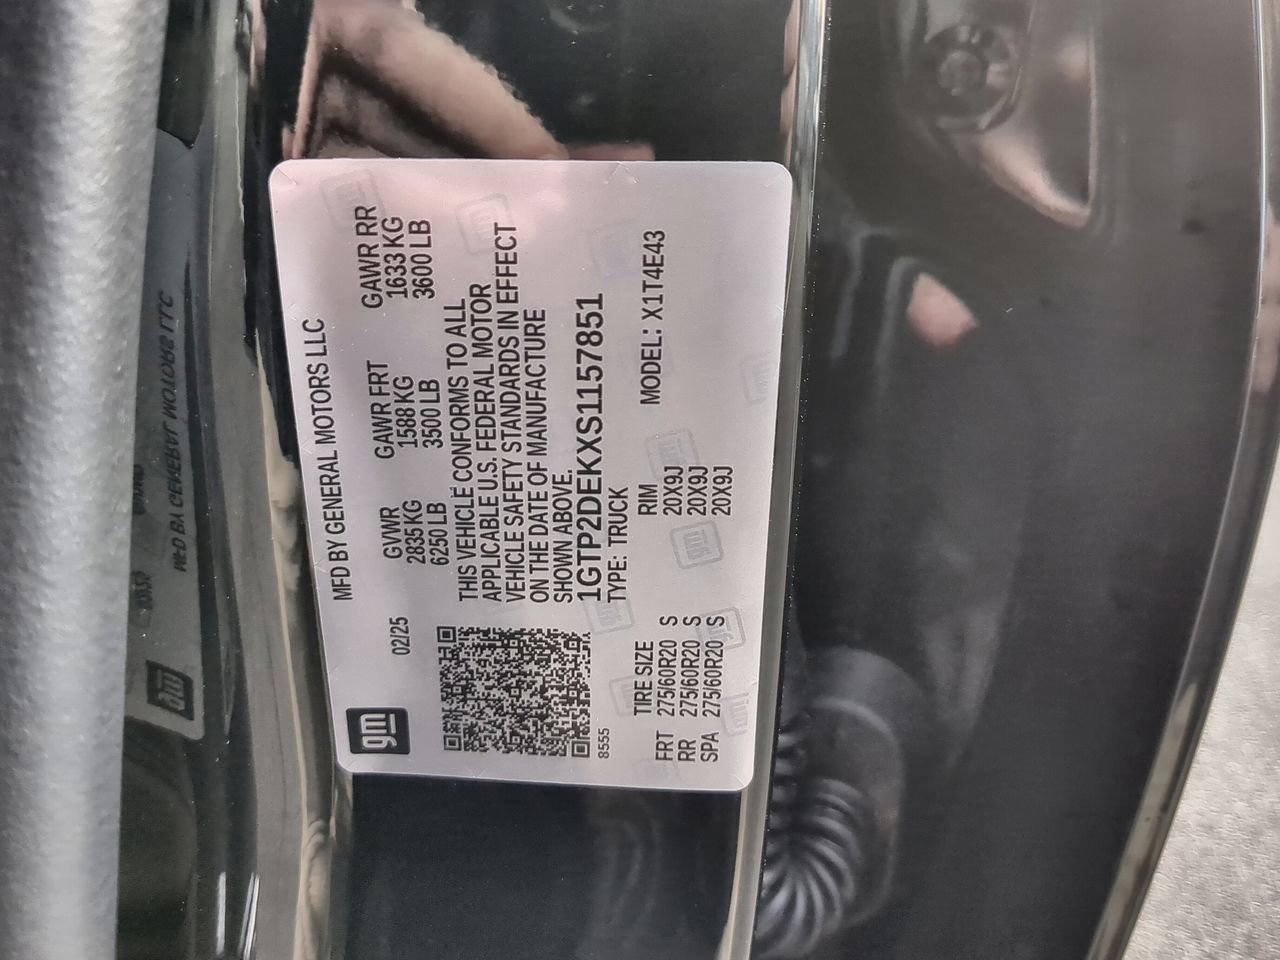 gm
02/25
MFD BY GENERAL MOTORS LLC
GVWR GAWR FRT GAWR RR
2835 KG 1588 KG 1633 KG
6250 LB 3500 LB 3600 LB
THIS VEHICLE CONFORMS TO ALL
APPLICABLE U.S. FEDERAL MOTOR
VEHICLE SAFETY STANDARDS IN EFFECT
ON THE DATE OF MANUFACTURE
SHOWN ABOVE.
1GTP2DEKXS1157851
8555
TYPE: TRUCK
MODEL: X1T4E43
TIRE SIZE RIM
FRT 275/60R20 S 20X9J
RR 275/60R20 S 20X9J
SPA 275/60R20 S 20X9J